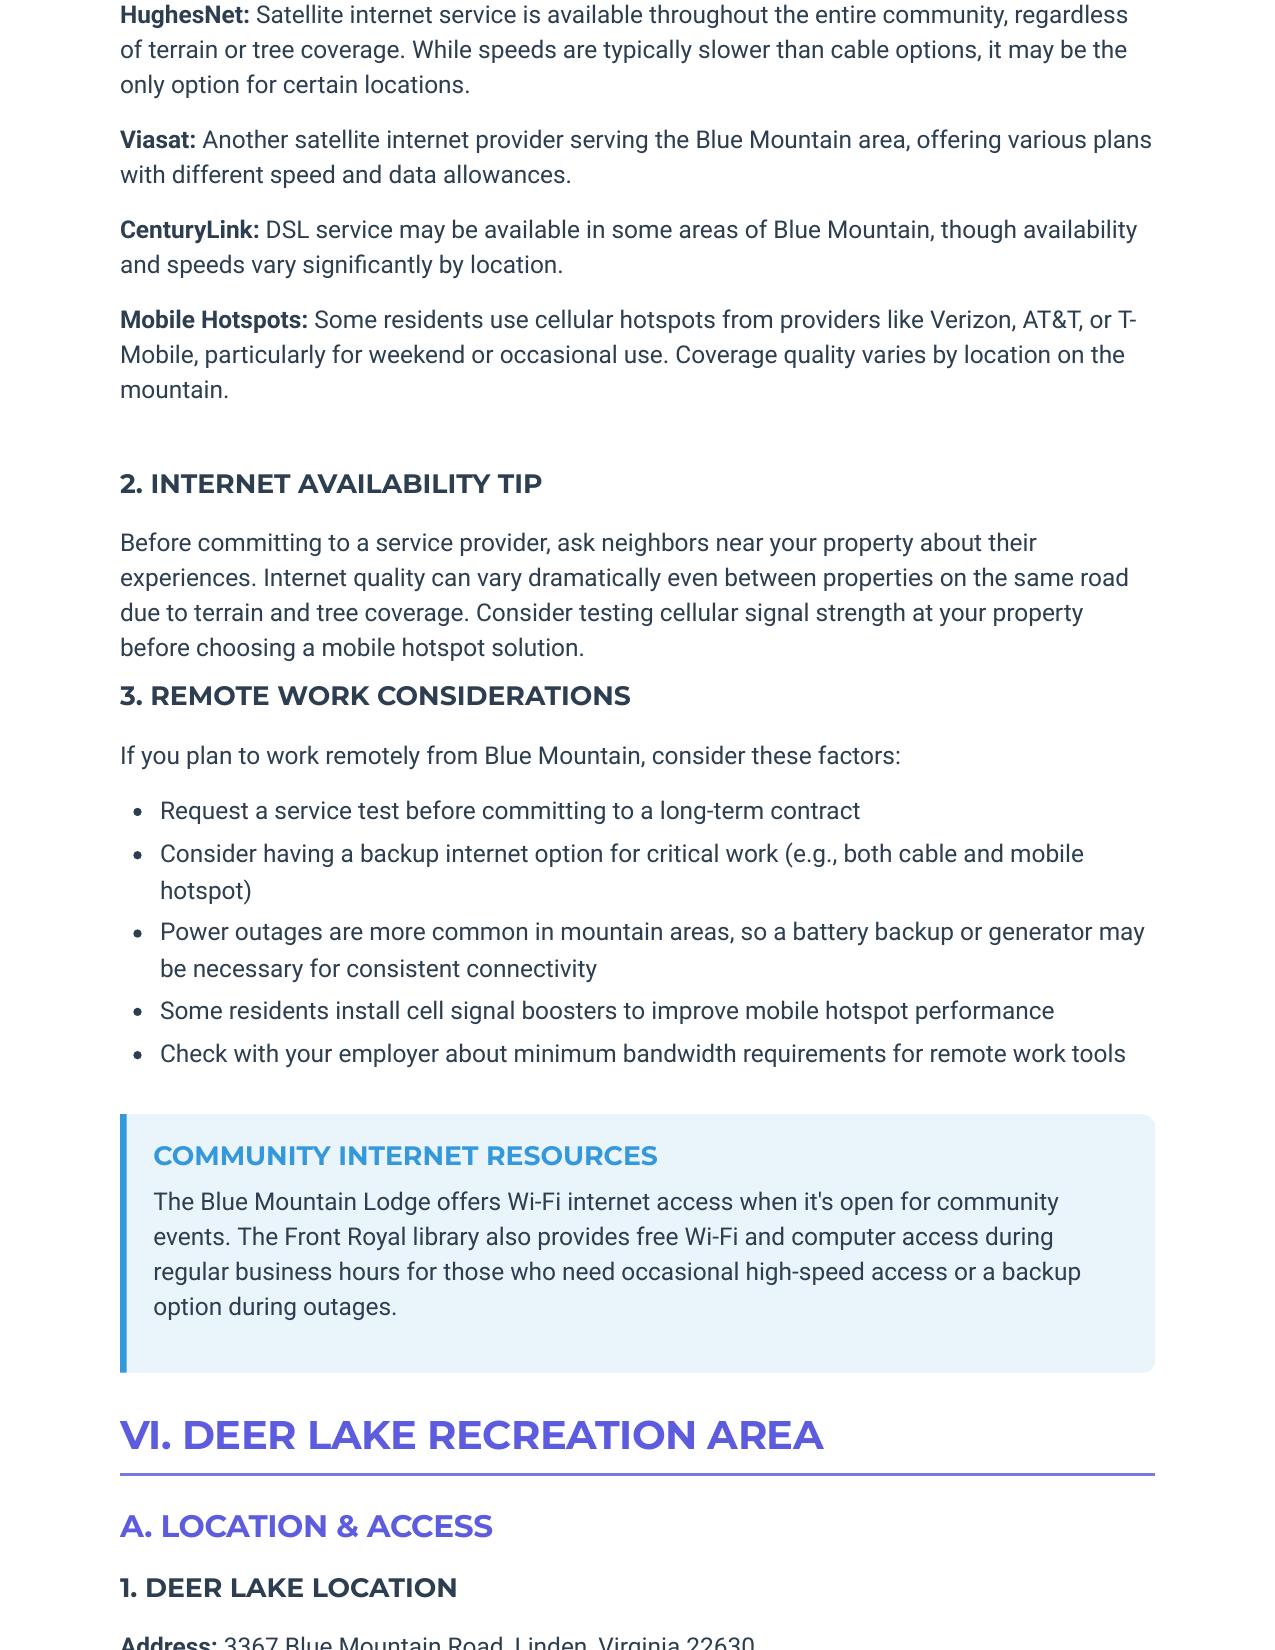 HughesNet: Satellite internet service is available throughout the entire community, regardless
of terrain or tree coverage. While speeds are typically slower than cable options, it may be the
only option for certain locations.
Viasat: Another satellite internet provider serving the Blue Mountain area, offering various plans
with different speed and data allowances.
CenturyLink: DSL service may be available in some areas of Blue Mountain, though availability
and speeds vary significantly by location.
Mobile Hotspots: Some residents use cellular hotspots from providers like Verizon, AT&T, or T-
Mobile, particularly for weekend or occasional use. Coverage quality varies by location on the
mountain.
2. INTERNET AVAILABILITY TIP
Before committing to a service provider, ask neighbors near your property about their
experiences. Internet quality can vary dramatically even between properties on the same road
due to terrain and tree coverage. Consider testing cellular signal strength at your property
before choosing a mobile hotspot solution.
3. REMOTE WORK CONSIDERATIONS
If you plan to work remotely from Blue Mountain, consider these factors:
• Request a service test before committing to a long-term contract
• Consider having a backup internet option for critical work (e.g., both cable and mobile
hotspot)
• Power outages are more common in mountain areas, so a battery backup or generator may
be necessary for consistent connectivity
• Some residents install cell signal boosters to improve mobile hotspot performance
• Check with your employer about minimum bandwidth requirements for remote work tools
COMMUNITY INTERNET RESOURCES
The Blue Mountain Lodge offers Wi-Fi internet access when it's open for community
events. The Front Royal library also provides free Wi-Fi and computer access during
regular business hours for those who need occasional high-speed access or a backup
option during outages.
VI. DEER LAKE RECREATION AREA
A. LOCATION & ACCESS
1. DEER LAKE LOCATION
Address: 3367 Blue Mountain Road, Linden, Virginia 22630